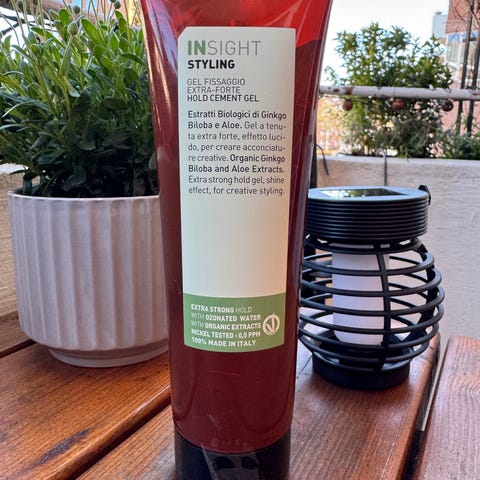 INSIGHT
STYLING
GEL FISSAGGIO
EXTRA-FORTE
HOLD CEMENT GEL
Estratti Biologici di Ginkgo
Biloba e Aloe. Gel a tenu-
ta extra forte, effetto luci-
do, per creare acconciatu-
re creative. Organic Ginkgo
Biloba and Aloe Extracts.
Extra strong hold gel, shine
effect, for creative styling.
EXTRA STRONG HOLD
WITH OZONATED WATER
WITH ORGANIC EXTRACTS
NICKEL TESTED < 0,5 PPM
100% MADE IN ITALY